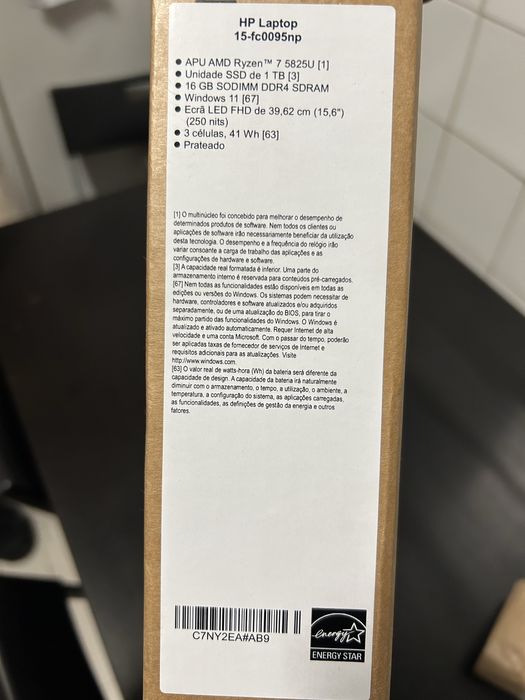 HP Laptop
15-fc0095np
● APU AMD Ryzen™ 7 5825U [1]
● Unidade SSD de 1 TB [3]
● 16 GB SODIMM DDR4 SDRAM
● Windows 11 [67]
● Ecrã LED FHD de 39,62 cm (15,6")
(250 nits)
● 3 células, 41 Wh [63]
● Prateado
[1] O multinúcleo foi concebido para melhorar o desempenho de
determinados produtos de software. Nem todos os clientes ou
aplicações de software irão necessariamente beneficiar da utilização
desta tecnologia. O desempenho e a frequência do relógio irão
variar consoante a carga de trabalho das aplicações e as
configurações de hardware e software.
[3] A capacidade real formatada é inferior. Uma parte do
armazenamento interno é reservada para conteúdos pré-carregados.
[67] Nem todas as funcionalidades estão disponíveis em todas as
edições ou versões do Windows. Os sistemas podem necessitar de
hardware, controladores e software atualizados e/ou adquiridos
separadamente, ou de uma atualização do BIOS, para tirar o
máximo partido das funcionalidades do Windows. O Windows é
atualizado e ativado automaticamente. Requer Internet de alta
velocidade e uma conta Microsoft. Com o passar do tempo, poderão
ser aplicadas taxas de fornecedor de serviços de Internet e
requisitos adicionais para as atualizações. Visite
http://www.windows.com.
[63] O valor real de watts-hora (Wh) da bateria será diferente da
capacidade de design. A capacidade da bateria irá naturalmente
diminuir com o armazenamento, o tempo, a utilização, o ambiente, a
temperatura, a configuração do sistema, as aplicações carregadas,
as funcionalidades, as definições de gestão da energia e outros
fatores.
C7NY2EA#AB9
energy
ENERGY STAR